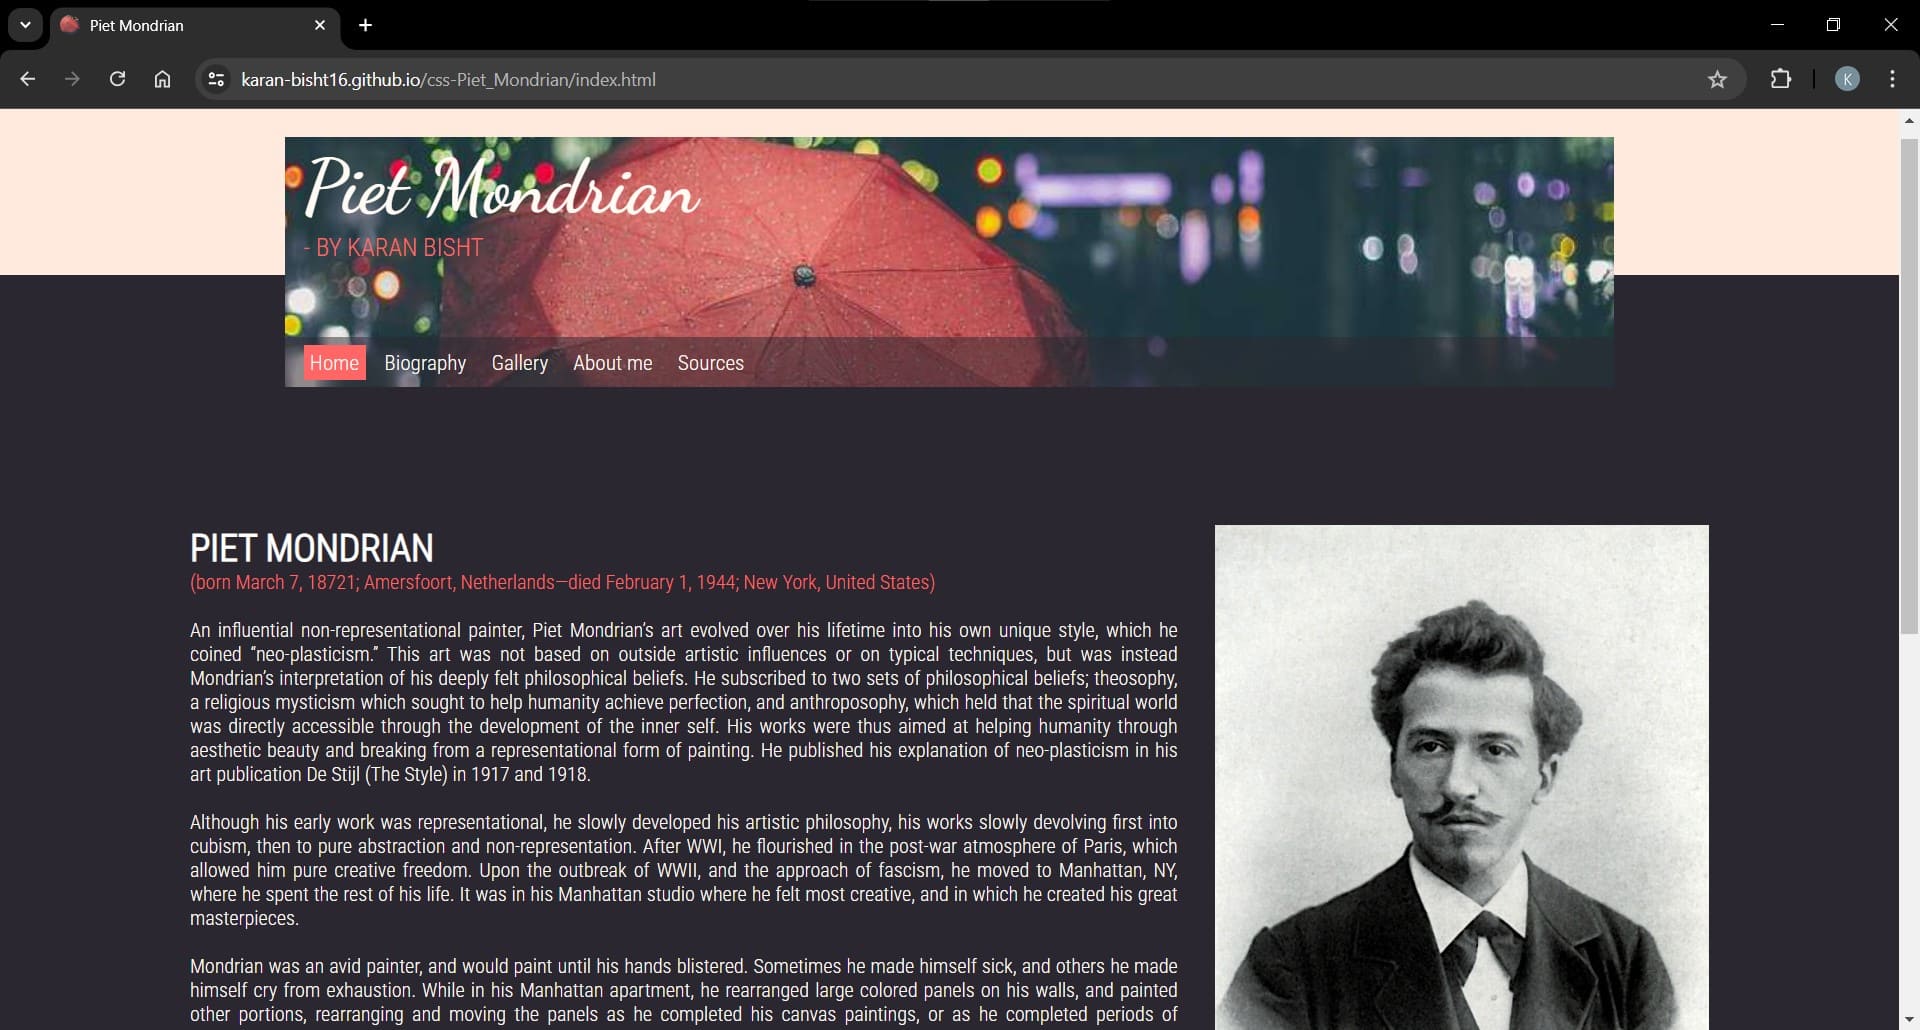 Piet Mondrian
karan-bisht16.github.io/css-Piet_Mondrian/index.html
K
Piet Mondrian
- BY KARAN BISHT
Home Biography Gallery About me Sources
PIET MONDRIAN
(born March 7, 18721; Amersfoort, Netherlands—died February 1, 1944; New York, United States)
An influential non-representational painter, Piet Mondrian's art evolved over his lifetime into his own unique style, which he
coined “neo-plasticism.” This art was not based on outside artistic influences or on typical techniques, but was instead
Mondrian's interpretation of his deeply felt philosophical beliefs. He subscribed to two sets of philosophical beliefs; theosophy,
a religious mysticism which sought to help humanity achieve perfection, and anthroposophy, which held that the spiritual world
was directly accessible through the development of the inner self. His works were thus aimed at helping humanity through
aesthetic beauty and breaking from a representational form of painting. He published his explanation of neo-plasticism in his
art publication De Stijl (The Style) in 1917 and 1918.
Although his early work was representational, he slowly developed his artistic philosophy, his works slowly devolving first into
cubism, then to pure abstraction and non-representation. After WWI, he flourished in the post-war atmosphere of Paris, which
allowed him pure creative freedom. Upon the outbreak of WWII, and the approach of fascism, he moved to Manhattan, NY,
where he spent the rest of his life. It was in his Manhattan studio where he felt most creative, and in which he created his great
masterpieces.
Mondrian was an avid painter, and would paint until his hands blistered. Sometimes he made himself sick, and others he made
himself cry from exhaustion. While in his Manhattan apartment, he rearranged large colored panels on his walls, and painted
other portions, rearranging and moving the panels as he completed his canvas paintings, or as he completed periods of